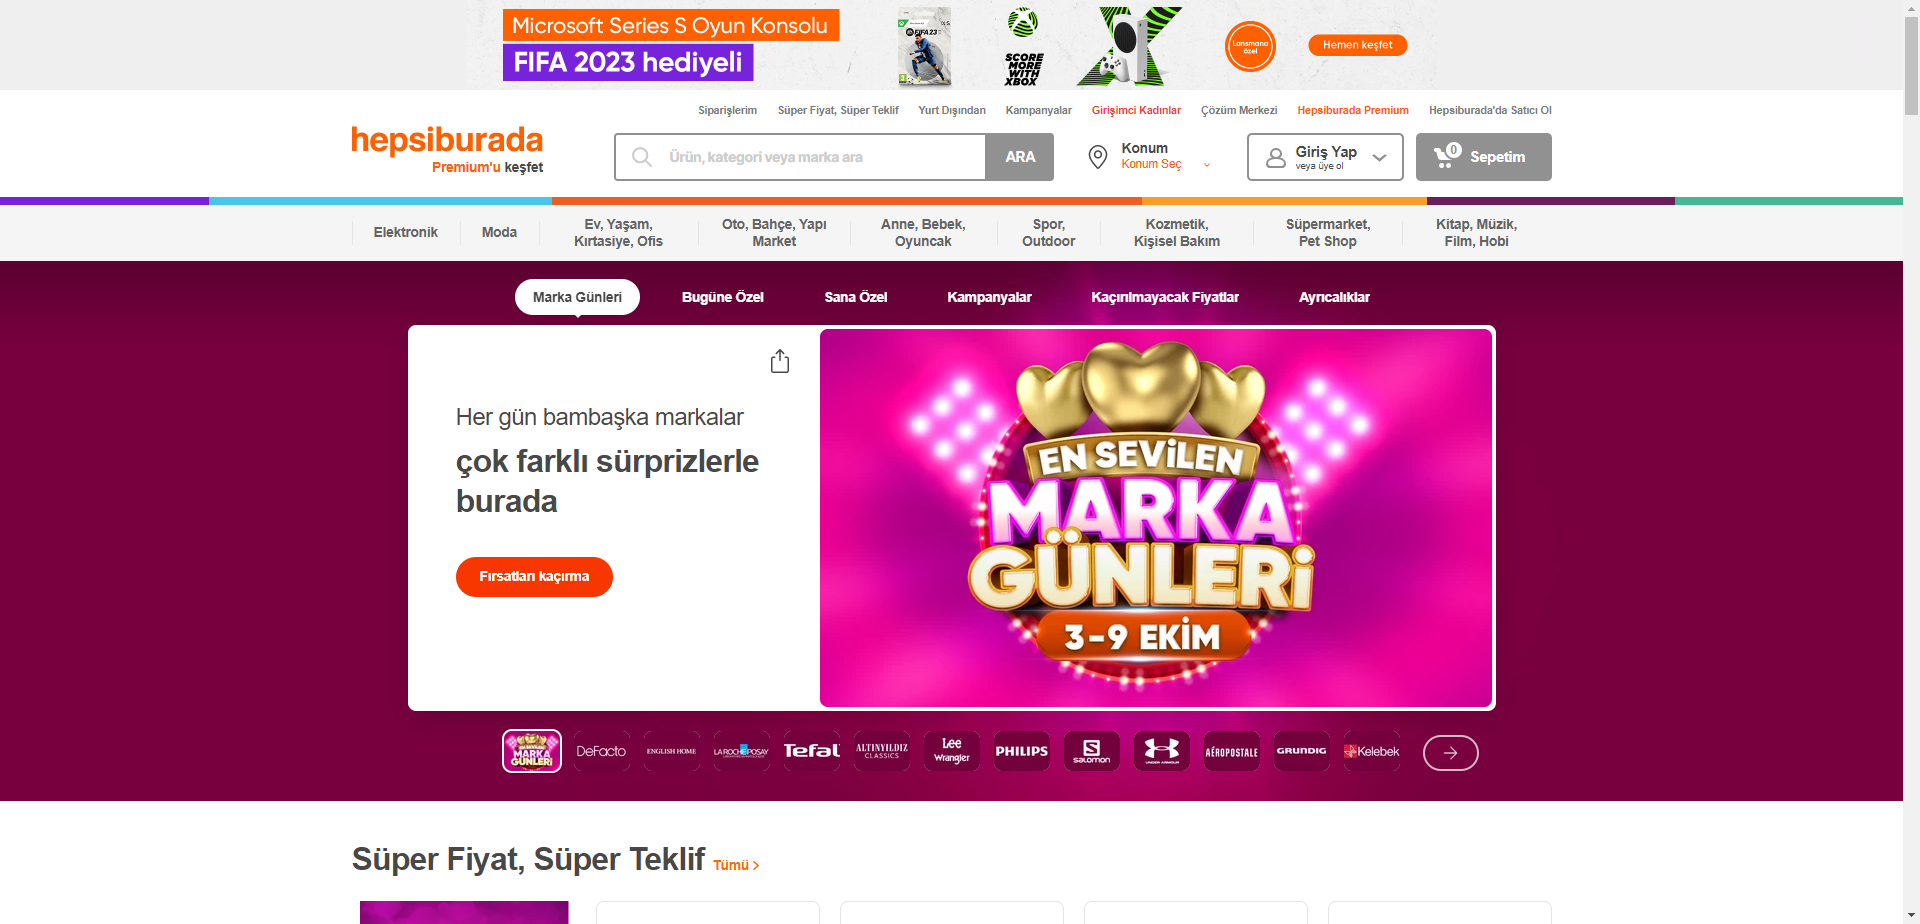 Microsoft Series S Oyun Konsolu
FIFA 2023 hediyeli
FIFA 23
SCORE
MORE
WITH
XBOX
Lansmana
özel
Hemen keşfet
Siparişlerim
Süper Fiyat, Süper Teklif
Yurt Dışından
Kampanyalar
Girişimci Kadınlar
Çözüm Merkezi
Hepsiburada Premium
Hepsiburada'da Satıcı Ol
hepsiburada
Premium'u keşfet
Ürün, kategori veya marka ara
ARA
Konum
Konum Seç
Giriş Yap
veya üye ol
0
Sepetim
Elektronik
Moda
Ev, Yaşam,
Kırtasiye, Ofis
Oto, Bahçe, Yapı
Market
Anne, Bebek,
Oyuncak
Spor,
Outdoor
Kozmetik,
Kişisel Bakım
Süpermarket,
Pet Shop
Kitap, Müzik,
Film, Hobi
Marka Günleri
Bugüne Özel
Sana Özel
Kampanyalar
Kaçırılmayacak Fiyatlar
Ayrıcalıklar
Her gün bambaşka markalar
çok farklı sürprizlerle
burada
Fırsatları kaçırma
EN SEVİLEN
MARKA
GÜNLERİ
3-9 EKİM
EN SEVİLEN
MARKA
GÜNLERİ
DeFacto
ENGLISH HOME
LA ROCHE POSAY
Tefal
ALTINYILDIZ
CLASSICS
Lee
Wrangler
PHILIPS
SALOMON
UNDER ARMOUR
AÉROPOSTALE
GRUNDIG
Kelebek
Süper Fiyat, Süper Teklif
Tümü >